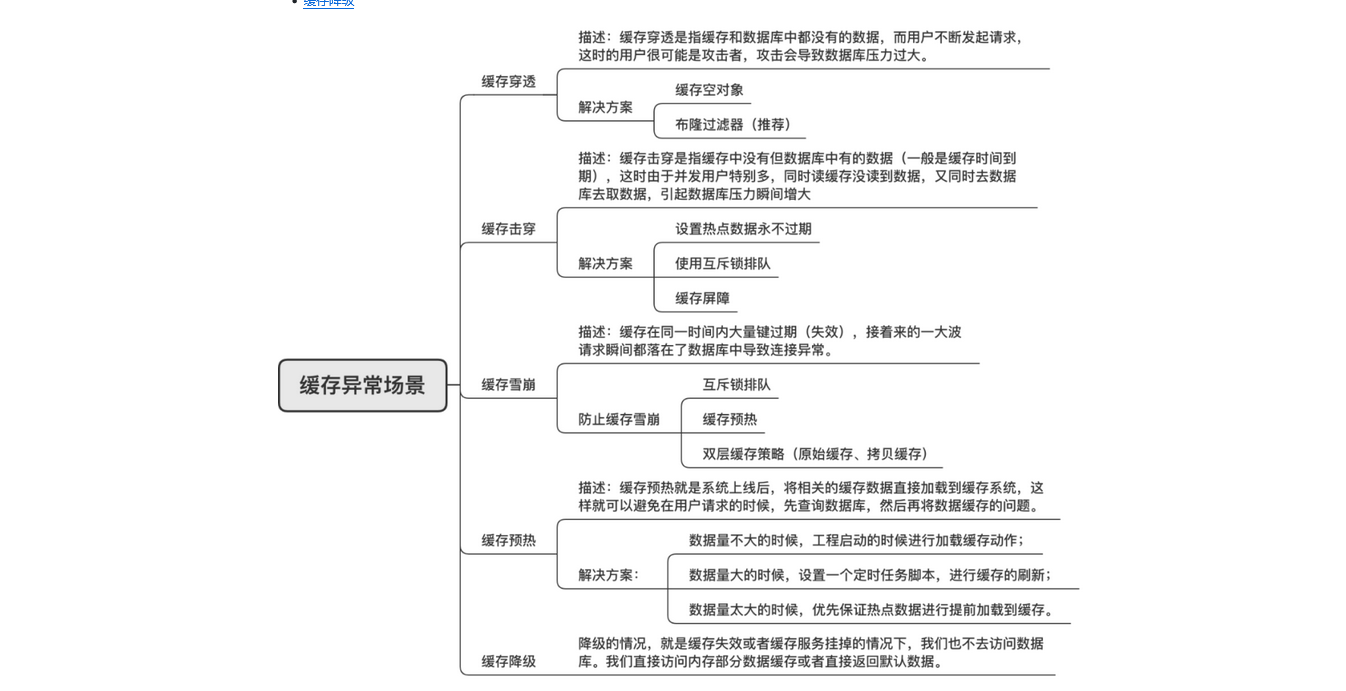 缓存降级
描述：缓存穿透是指缓存和数据库中都没有的数据，而用户不断发起请求，
这时的用户很可能是攻击者，攻击会导致数据库压力过大。
缓存穿透
缓存空对象
解决方案
布隆过滤器（推荐）
描述：缓存击穿是指缓存中没有但数据库中有的数据（一般是缓存时间到
期），这时由于并发用户特别多，同时读缓存没读到数据，又同时去数据
库去取数据，引起数据库压力瞬间增大
缓存击穿
设置热点数据永不过期
解决方案
使用互斥锁排队
缓存屏障
描述：缓存在同一时间内大量键过期（失效），接着来的一大波
请求瞬间都落在了数据库中导致连接异常。
缓存异常场景
缓存雪崩
互斥锁排队
防止缓存雪崩
缓存预热
双层缓存策略（原始缓存、拷贝缓存）
描述：缓存预热就是系统上线后，将相关的缓存数据直接加载到缓存系统，这
样就可以避免在用户请求的时候，先查询数据库，然后再将数据缓存的问题。
缓存预热
数据量不大的时候，工程启动的时候进行加载缓存动作；
解决方案：
数据量大的时候，设置一个定时任务脚本，进行缓存的刷新；
数据量太大的时候，优先保证热点数据进行提前加载到缓存。
降级的情况，就是缓存失效或者缓存服务挂掉的情况下，我们也不去访问数据
缓存降级
库。我们直接访问内存部分数据缓存或者直接返回默认数据。